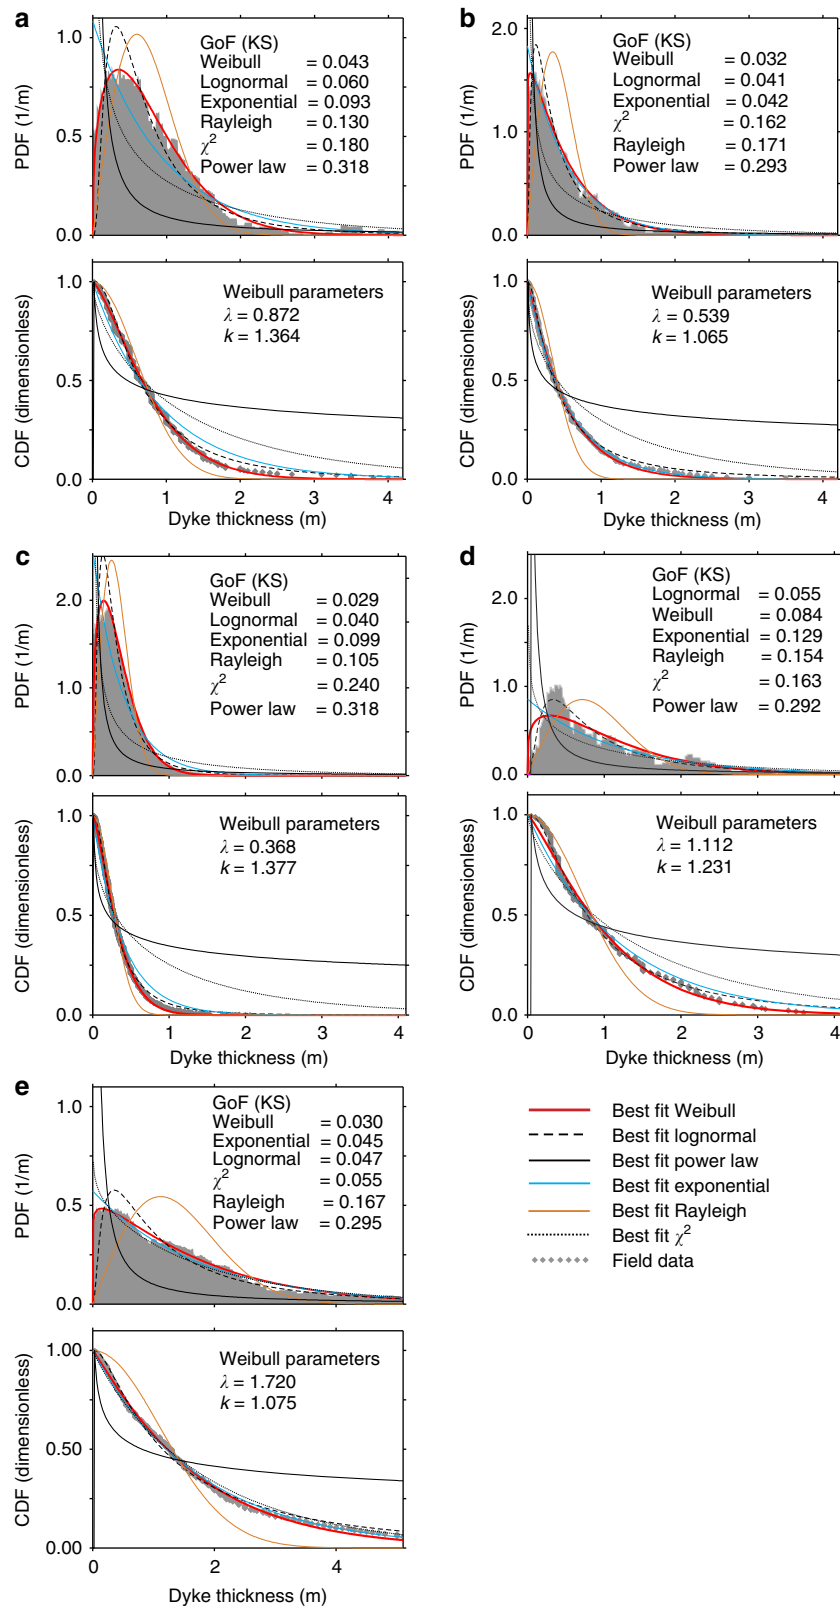 a
PDF (1/m)
1.0
0.5
0.0
GoF (KS)
Weibull = 0.043
Lognormal = 0.060
Exponential = 0.093
Rayleigh = 0.130
χ² = 0.180
Power law = 0.318
CDF (dimensionless)
1.0
0.5
0.0
Weibull parameters
λ = 0.872
k = 1.364
0 1 2 3 4
Dyke thickness (m)
b
PDF (1/m)
2.0
1.0
0.0
GoF (KS)
Weibull = 0.032
Lognormal = 0.041
Exponential = 0.042
χ² = 0.162
Rayleigh = 0.171
Power law = 0.293
CDF (dimensionless)
1.0
0.5
0.0
Weibull parameters
λ = 0.539
k = 1.065
0 1 2 3 4
Dyke thickness (m)
c
PDF (1/m)
2.0
1.0
0.0
GoF (KS)
Weibull = 0.029
Lognormal = 0.040
Exponential = 0.099
Rayleigh = 0.105
χ² = 0.240
Power law = 0.318
CDF (dimensionless)
1.0
0.5
0.0
Weibull parameters
λ = 0.368
k = 1.377
0 1 2 3 4
Dyke thickness (m)
d
PDF (1/m)
2.0
1.0
0.0
GoF (KS)
Lognormal = 0.055
Weibull = 0.084
Exponential = 0.129
Rayleigh = 0.154
χ² = 0.163
Power law = 0.292
CDF (dimensionless)
1.0
0.5
0.0
Weibull parameters
λ = 1.112
k = 1.231
0 1 2 3 4
Dyke thickness (m)
e
PDF (1/m)
1.0
0.5
0.0
GoF (KS)
Weibull = 0.030
Exponential = 0.045
Lognormal = 0.047
χ² = 0.055
Rayleigh = 0.167
Power law = 0.295
CDF (dimensionless)
1.00
0.50
0.00
Weibull parameters
λ = 1.720
k = 1.075
0 2 4
Dyke thickness (m)
Best fit Weibull
Best fit lognormal
Best fit power law
Best fit exponential
Best fit Rayleigh
Best fit χ²
Field data